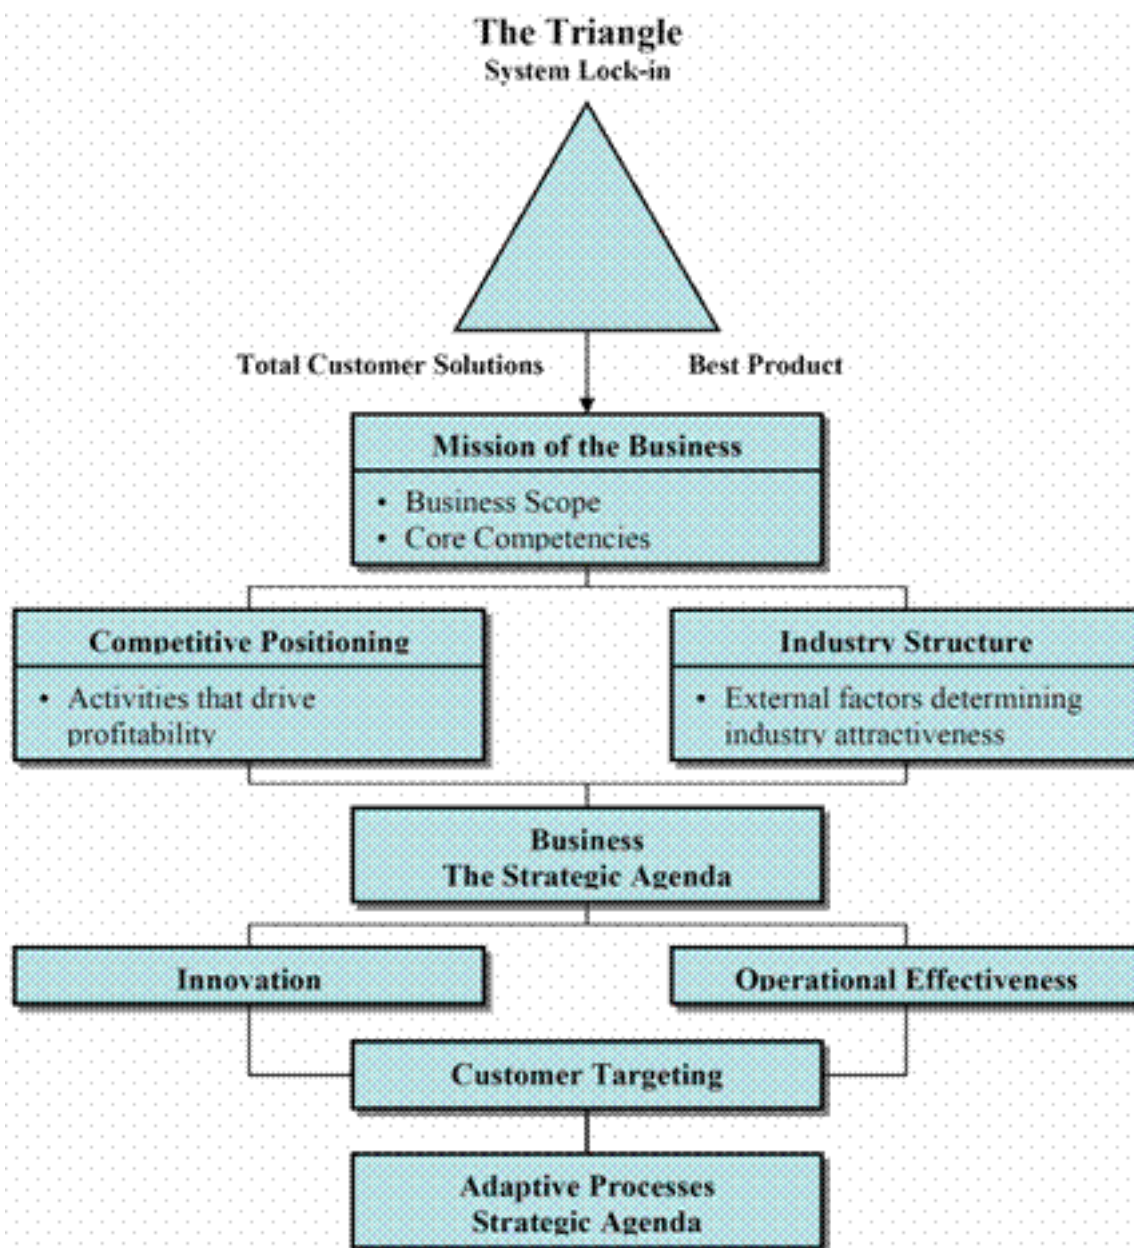 The Triangle
System Lock-in
Total Customer Solutions
Best Product
Mission of the Business
• Business Scope
• Core Competencies
Competitive Positioning
• Activities that drive
profitability
Industry Structure
• External factors determining
industry attractiveness
Business
The Strategic Agenda
Innovation
Operational Effectiveness
Customer Targeting
Adaptive Processes
Strategic Agenda